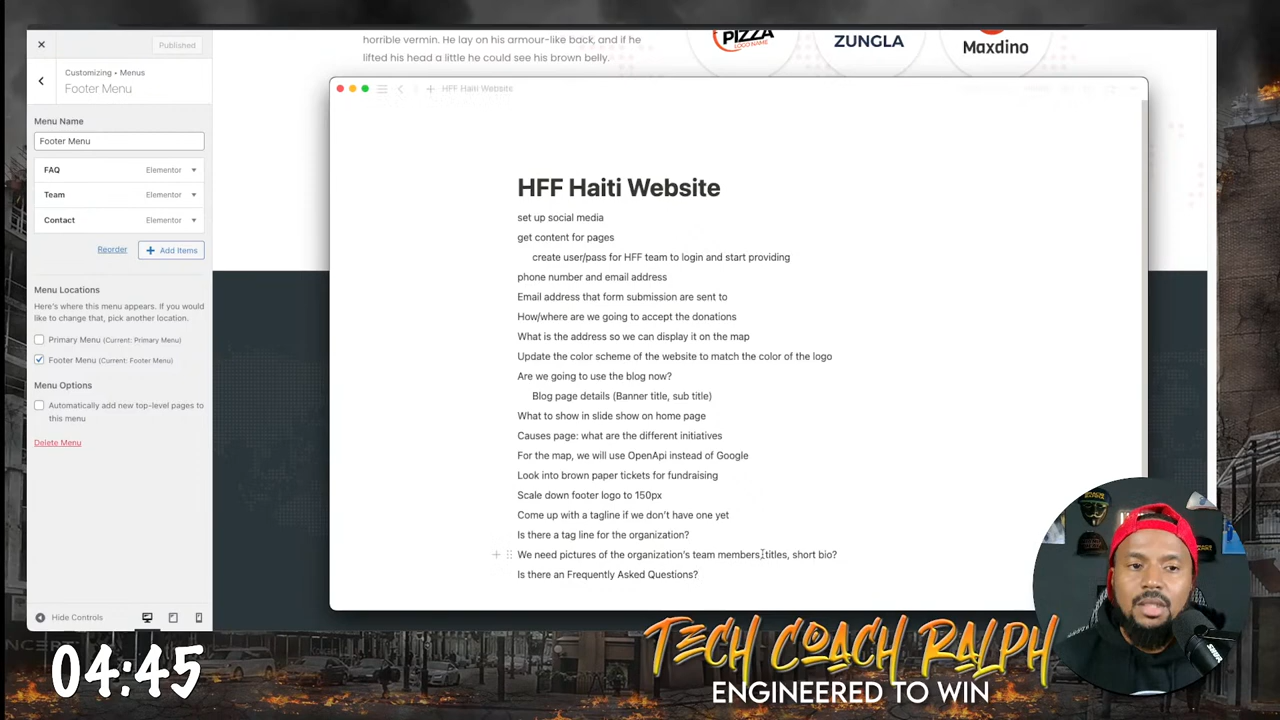 Published
Customizing • Menus
Footer Menu
Menu Name
Footer Menu
FAQ Elementor
Team Elementor
Contact Elementor
Reorder
Add Items
Menu Locations
Here's where this menu appears. If you would
like to change that, pick another location.
Primary Menu (Current: Primary Menu)
Footer Menu (Current: Footer Menu)
Menu Options
Automatically add new top-level pages to
this menu
Delete Menu
Hide Controls
horrible vermin. He lay on his armour-like back, and if he
lifted his head a little he could see his brown belly.
PIZZA
LOGO NAME
ZUNGLA
Maxdino
HFF Haiti Website
HFF Haiti Website
set up social media
get content for pages
create user/pass for HFF team to login and start providing
phone number and email address
Email address that form submission are sent to
How/where are we going to accept the donations
What is the address so we can display it on the map
Update the color scheme of the website to match the color of the logo
Are we going to use the blog now?
Blog page details (Banner title, sub title)
What to show in slide show on home page
Causes page: what are the different initiatives
For the map, we will use OpenApi instead of Google
Look into brown paper tickets for fundraising
Scale down footer logo to 150px
Come up with a tagline if we don't have one yet
Is there a tag line for the organization?
We need pictures of the organization's team members, titles, short bio?
Is there an Frequently Asked Questions?
04:45
TECH COACH RALPH
ENGINEERED TO WIN